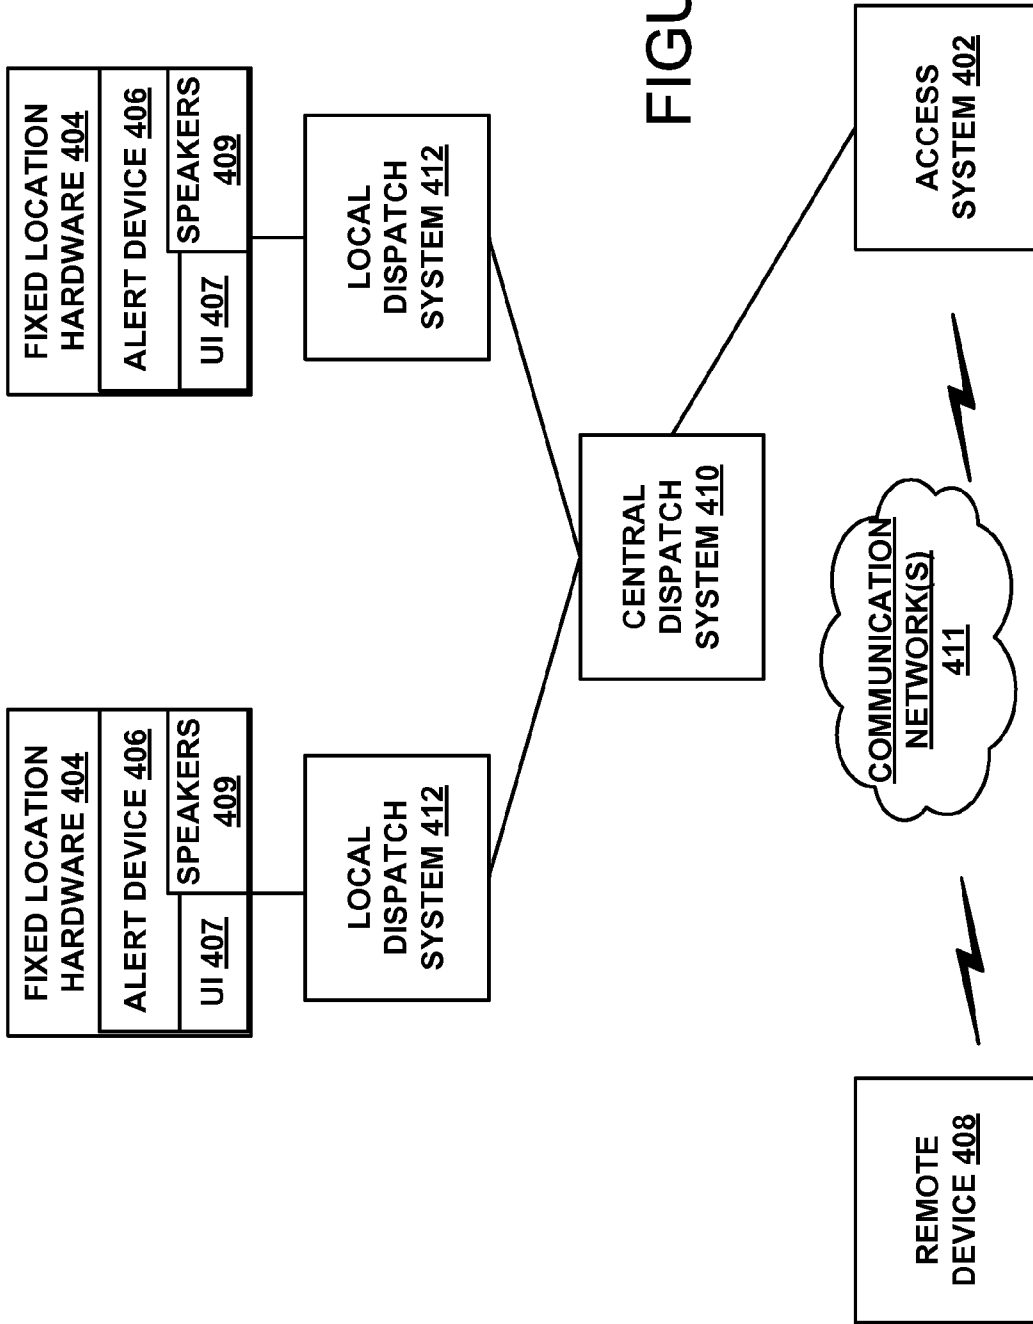 FIXED LOCATION
HARDWARE 404
ALERT DEVICE 406
UI 407
SPEAKERS
409
FIXED LOCATION
HARDWARE 404
ALERT DEVICE 406
UI 407
SPEAKERS
409
LOCAL
DISPATCH
SYSTEM 412
LOCAL
DISPATCH
SYSTEM 412
CENTRAL
DISPATCH
SYSTEM 410
FIGU
REMOTE
DEVICE 408
COMMUNICATION
NETWORK(S)
411
ACCESS
SYSTEM 402